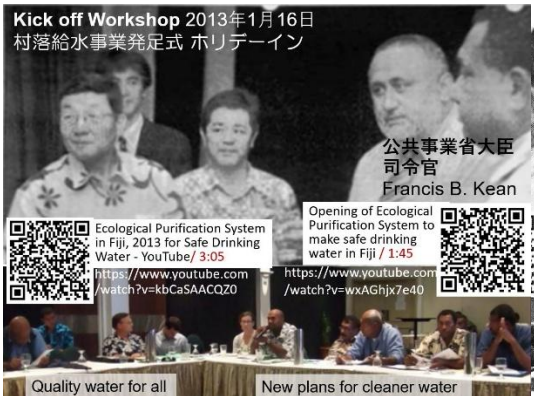 Kick off Workshop 2013年1月16日
村落給水事業発足式 ホリデーイン
公共事業省大臣
司令官
Francis B. Kean
Ecological Purification System
in Fiji, 2013 for Safe Drinking
Water - YouTube/ 3:05
https://www.youtube.com
/watch?v=kbCaSAACQZ0
Opening of Ecological
Purification System to
make safe drinking
water in Fiji / 1:45
https://www.youtube.com
/watch?v=wxAGhjx7e40
Quality water for all
New plans for cleaner water